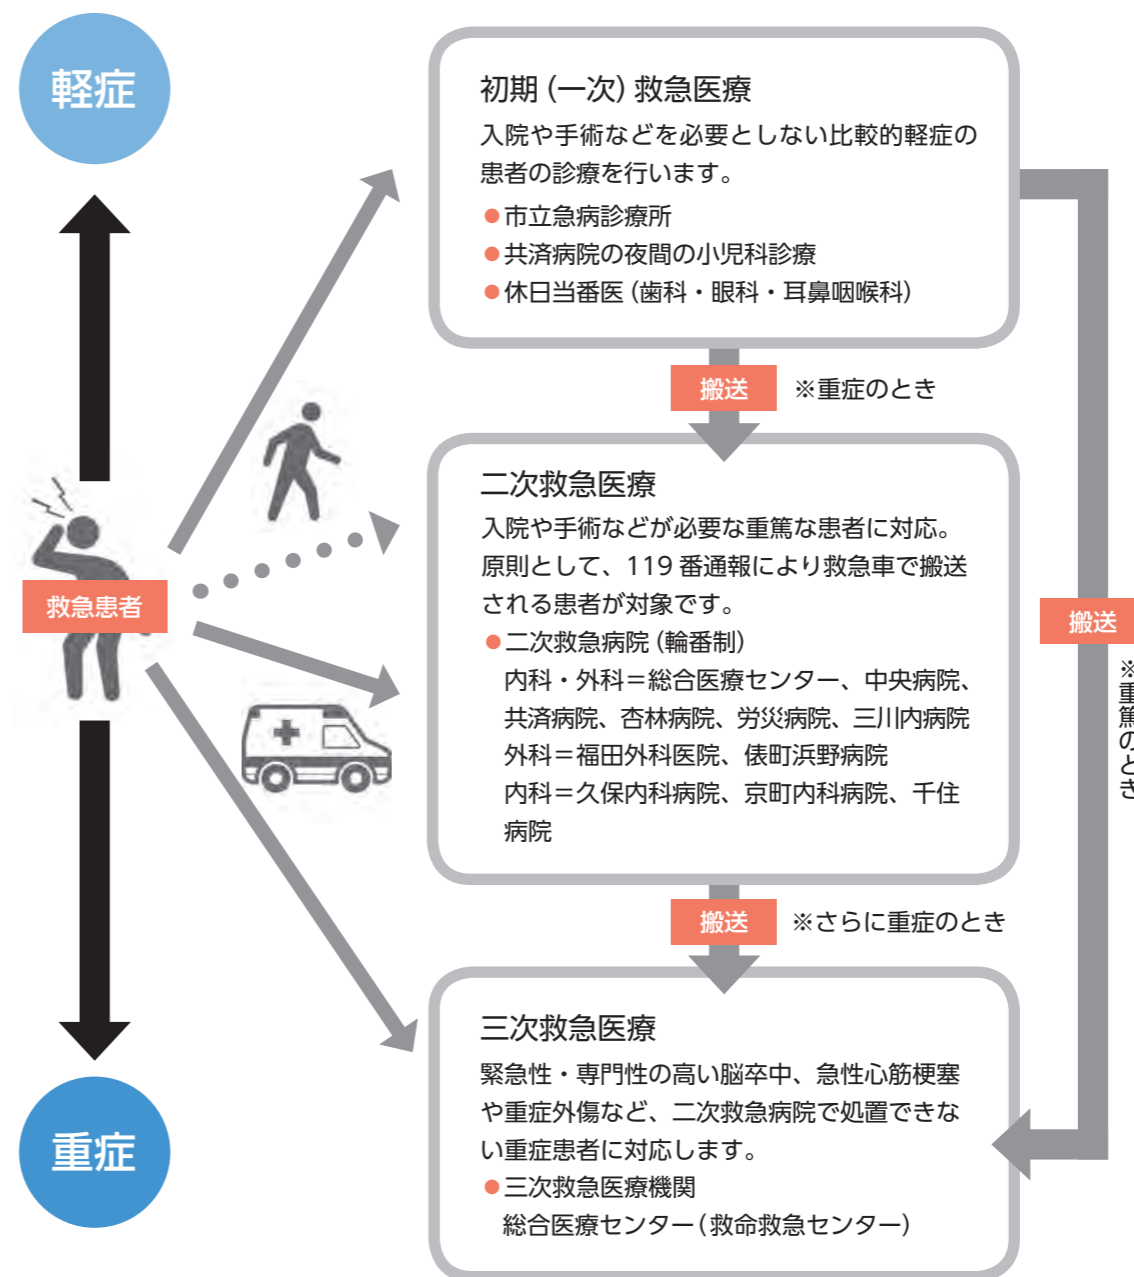 軽症
初期（一次）救急医療
入院や手術などを必要としない比較的軽症の
患者の診療を行います。
●市立急病診療所
●共済病院の夜間の小児科診療
●休日当番医（歯科・眼科・耳鼻咽喉科）
搬送
※重症のとき
二次救急医療
入院や手術などが必要な重篤な患者に対応。
原則として、119 番通報により救急車で搬送
される患者が対象です。
●二次救急病院（輪番制）
内科・外科＝総合医療センター、中央病院、
共済病院、杏林病院、労災病院、三川内病院
外科＝福田外科医院、俵町浜野病院
内科＝久保内科病院、京町内科病院、千住
病院
救急患者
搬送
※重篤のとき
搬送
※さらに重症のとき
三次救急医療
緊急性・専門性の高い脳卒中、急性心筋梗塞
や重症外傷など、二次救急病院で処置できな
い重症患者に対応します。
●三次救急医療機関
総合医療センター（救命救急センター）
重症